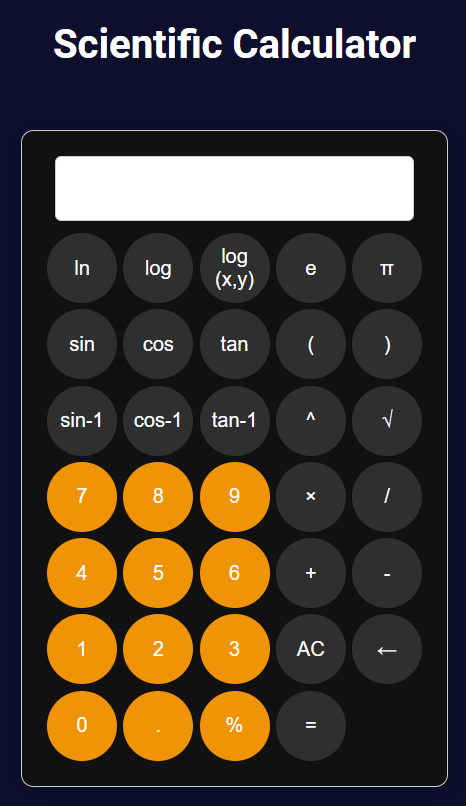 Scientific Calculator
ln log log e π
(x,y)
sin cos tan ( )
sin-1 cos-1 tan-1 ^ √
7 8 9 × /
4 5 6 + -
1 2 3 AC ←
0 . % =